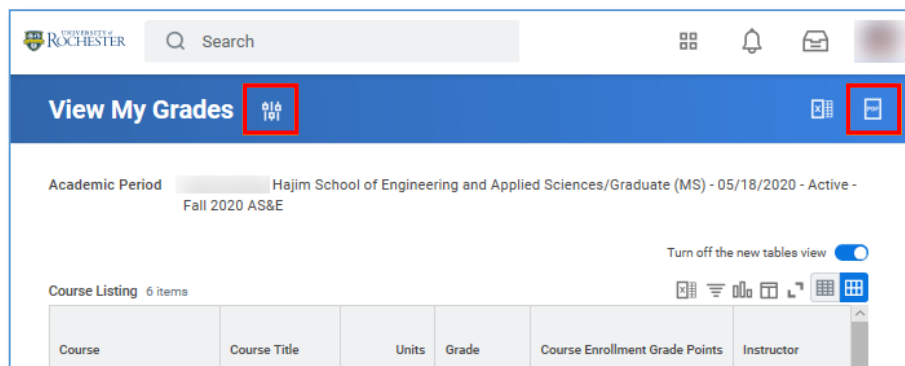 UNIVERSITY of
ROCHESTER
Search
View My Grades
PDF
Academic Period Hajim School of Engineering and Applied Sciences/Graduate (MS) - 05/18/2020 - Active -
Fall 2020 AS&E
Turn off the new tables view
Course Listing 6 items
Course Course Title Units Grade Course Enrollment Grade Points Instructor